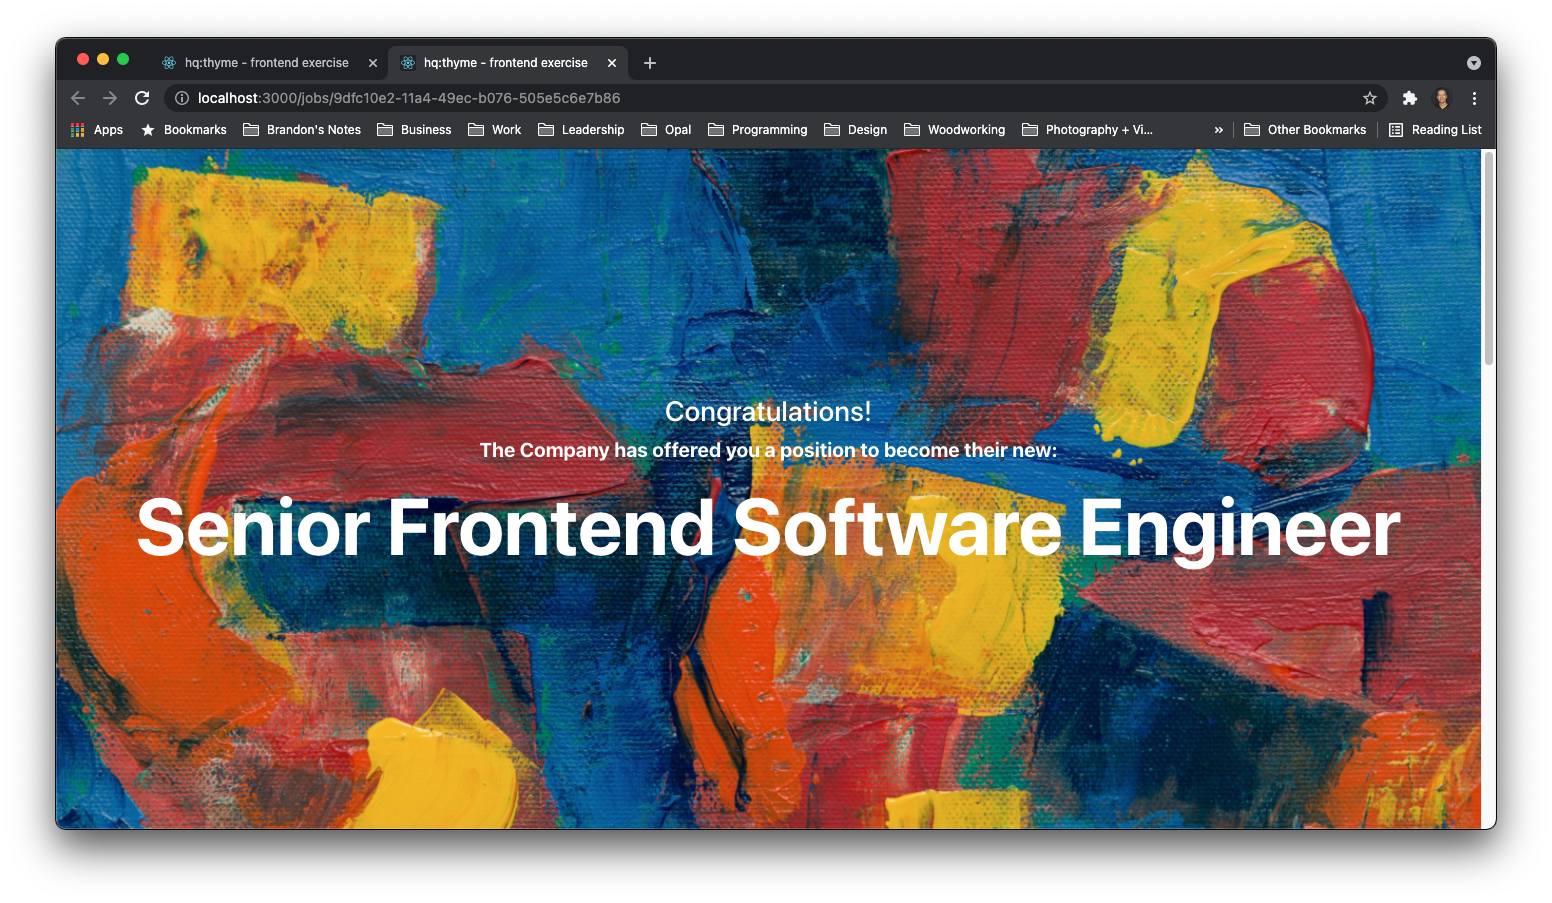 hq:thyme - frontend exercise
hq:thyme - frontend exercise
localhost:3000/jobs/9dfc10e2-11a4-49ec-b076-505e5c6e7b86
Apps Bookmarks Brandon's Notes Business Work Leadership Opal Programming Design Woodworking Photography + Vi... » Other Bookmarks Reading List
Congratulations!
The Company has offered you a position to become their new:
Senior Frontend Software Engineer